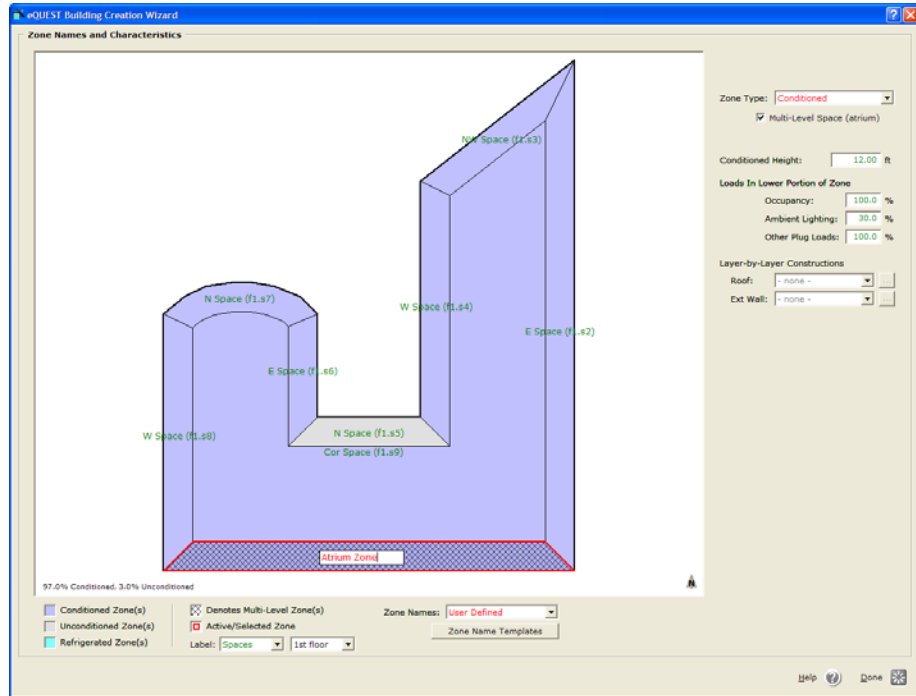 eQUEST Building Creation Wizard
Zone Names and Characteristics
Zone Type: Conditioned
Multi-Level Space (atrium)
NW Space (f1.s3)
Conditioned Height: 12.00 ft
Loads In Lower Portion of Zone
Occupancy: 100.0 %
Ambient Lighting: 30.0 %
Other Plug Loads: 100.0 %
Layer-by-Layer Constructions
Roof: - none - ...
Ext Wall: - none - ...
N Space (f1.s7)
W Space (f1.s4)
E Space (f1.s2)
E Space (f1.s6)
W Space (f1.s8)
N Space (f1.s5)
Cor Space (f1.s9)
Atrium Zone
97.0% Conditioned, 3.0% Unconditioned
N
Conditioned Zone(s)
Denotes Multi-Level Zone(s)
Zone Names: User Defined
Unconditioned Zone(s)
Active/Selected Zone
Zone Name Templates
Refrigerated Zone(s)
Label: Spaces 1st floor
Help ? Done